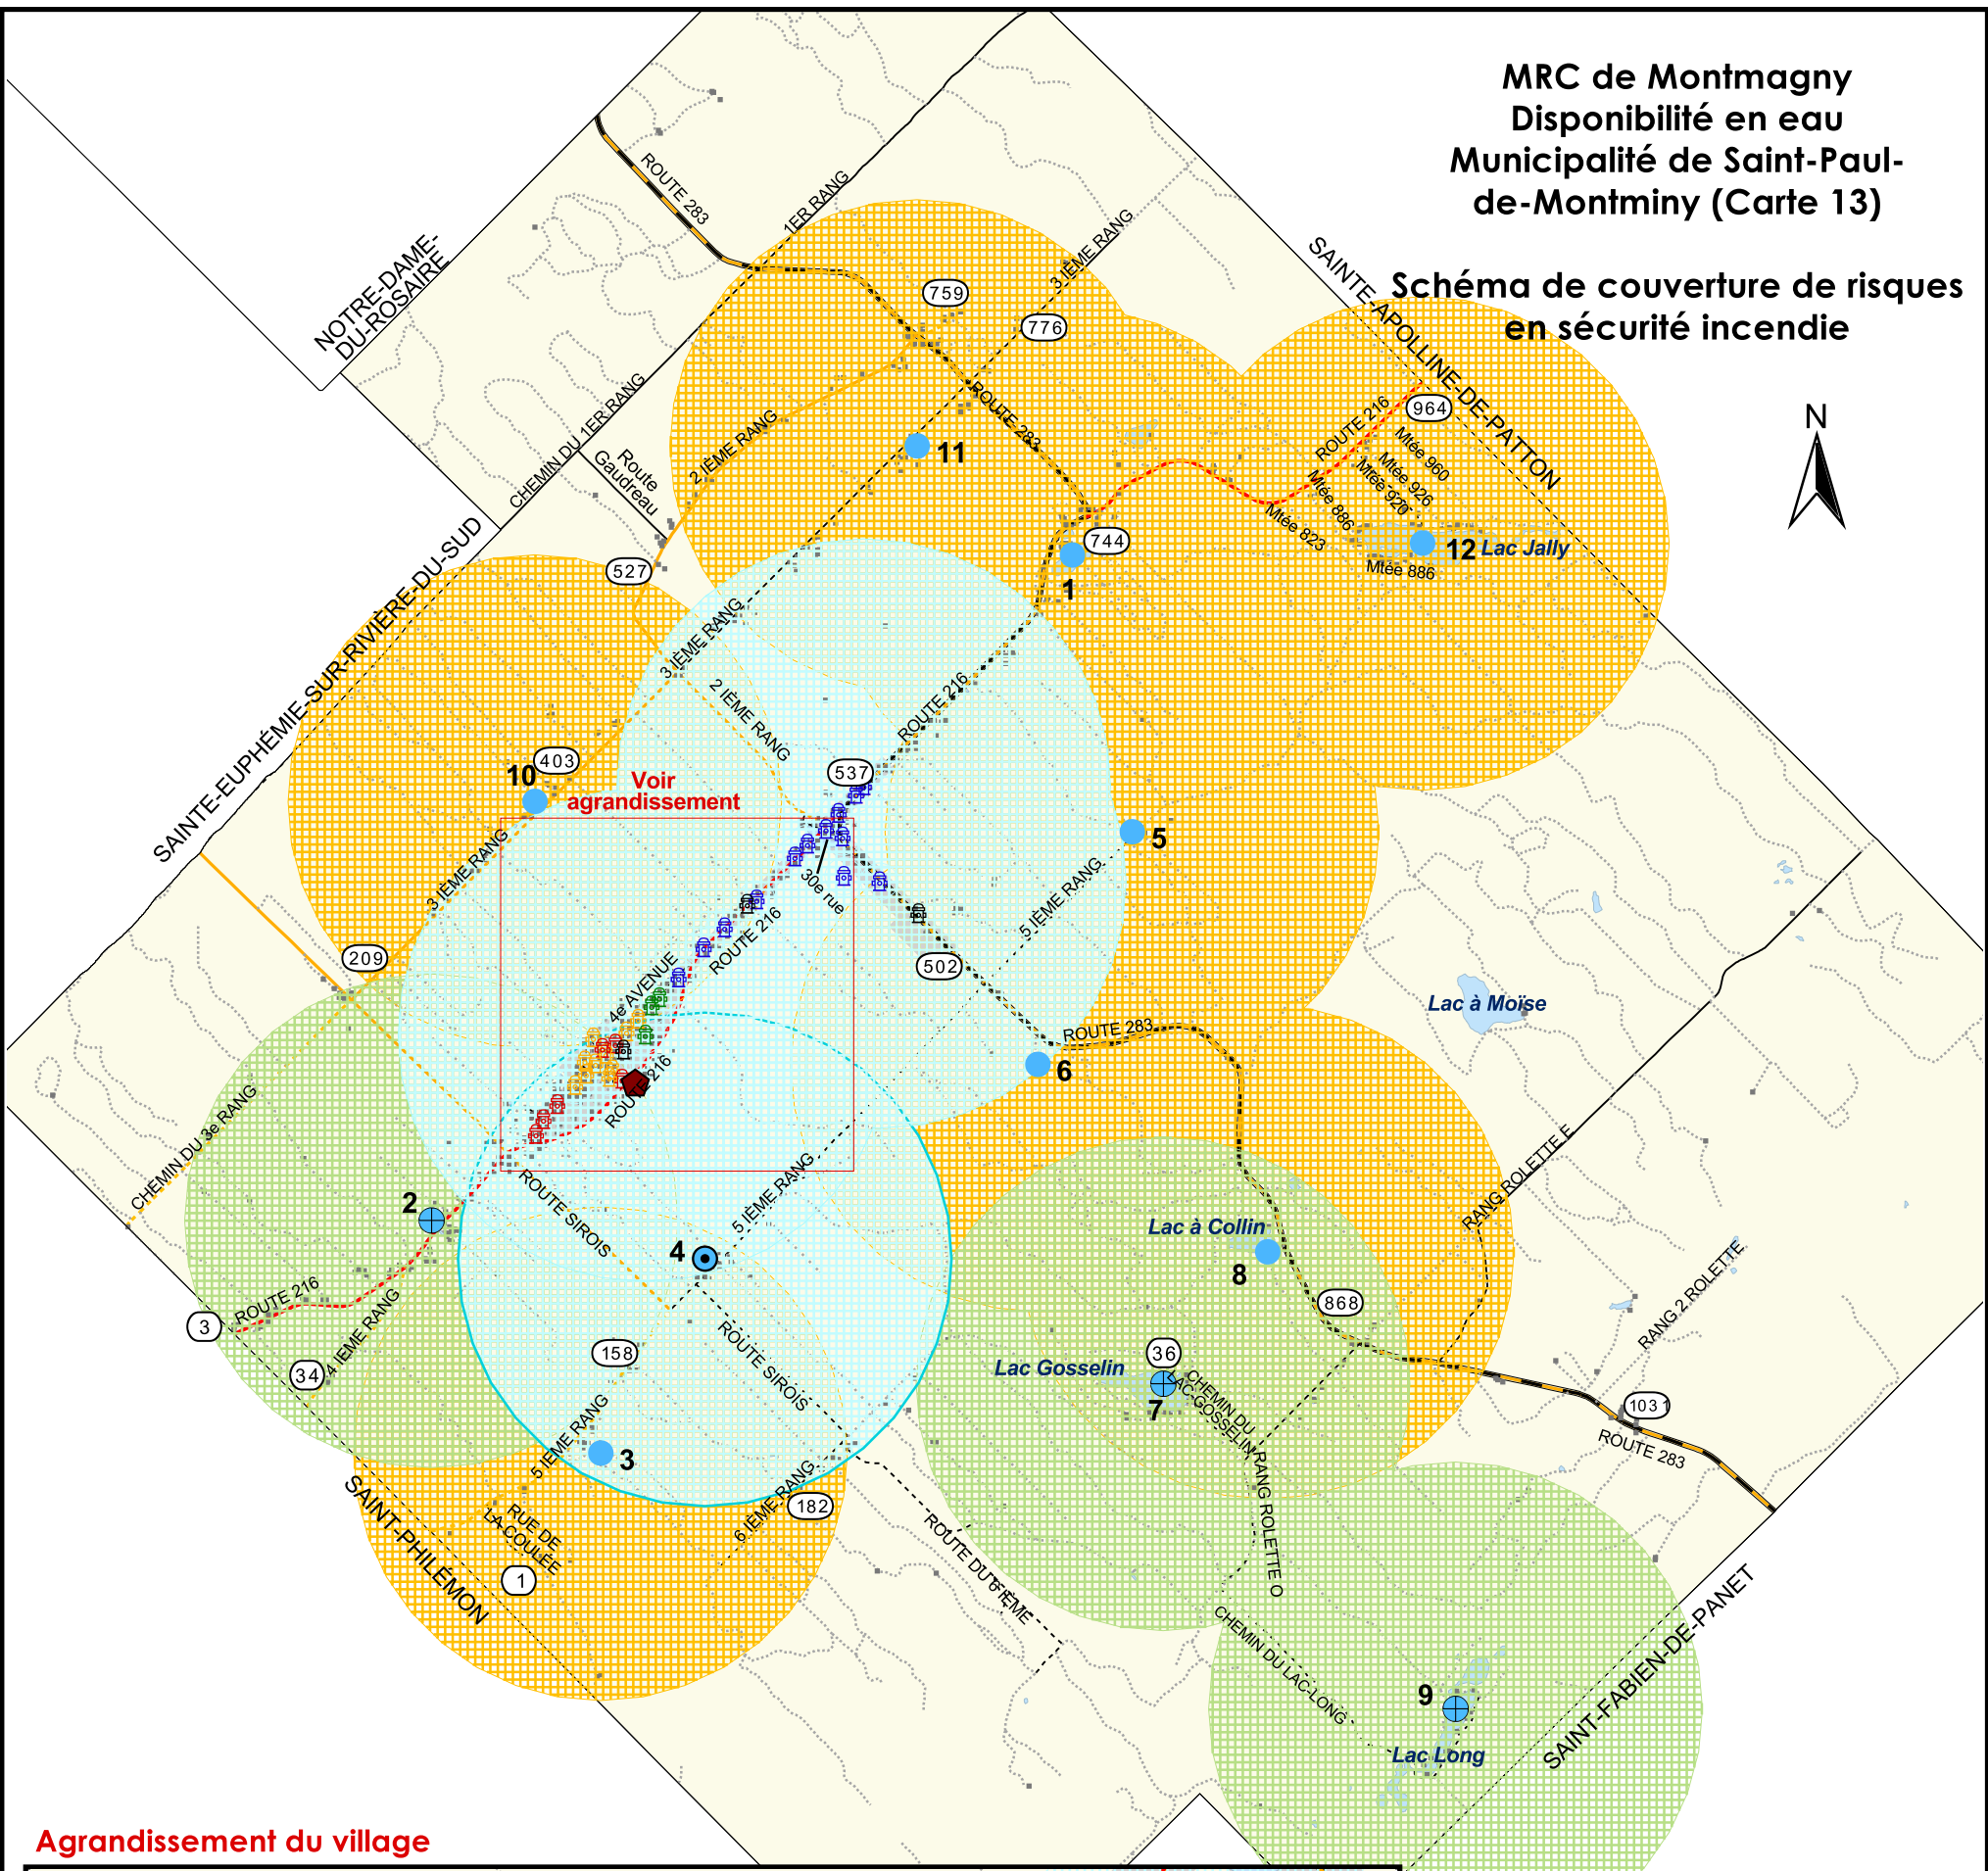 MRC de Montmagny
Disponibilité en eau
Municipalité de Saint-Paul-
de-Montminy (Carte 13)
Schéma de couverture de risques
en sécurité incendie
N
NOTRE-DAME-
DU-ROSAIRE
ROUTE 283
1ER RANG
3 IÈME RANG
759
776
SAINTE-APOLLINE-DE-PATTON
CHEMIN DU 1ER RANG
Route
Gaudreau
2 IÈME RANG
ROUTE 283
11
ROUTE 216
964
Mtée 960
Mtée 926
Mtée 920
Mtée 886
Mtée 823
12
Lac Jally
Mtée 886
744
1
527
SAINTE-EUPHÉMIE-SUR-RIVIÈRE-DU-SUD
3 IÈME RANG
2 IÈME RANG
ROUTE 216
403
10
Voir
agrandissement
537
5
3 IÈME RANG
30e rue
5 IÈME RANG
ROUTE 216
209
502
4e AVENUE
Lac à Moïse
ROUTE 283
6
ROUTE 216
CHEMIN DU 3e RANG
2
ROUTE SIROIS
5 IÈME RANG
4
RANG ROLETTE E
Lac à Collin
8
RANG 2 ROLETTE
ROUTE 216
3
4 IEME RANG
34
158
ROUTE SIROIS
868
36
Lac Gosselin
7
CHEMIN DU
LAC-GOSSELIN
1031
ROUTE 283
5 IEME RANG
3
6 IÈME RANG
182
RANG ROLETTE O
SAINT-PHILÉMON
RUE DE
LA COULÉE
1
ROUTE DU 6 IÈME
CHEMIN DU LAC-LONG
9
Lac Long
SAINT-FABIEN-DE-PANET
Agrandissement du village